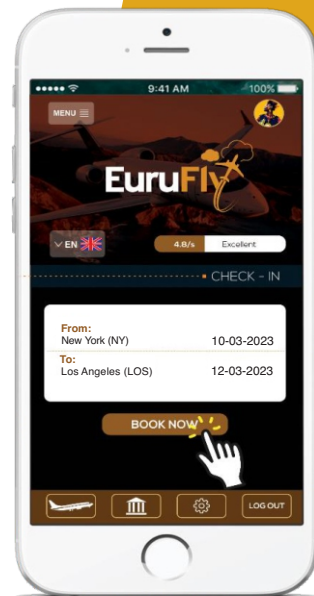 9:41 AM
100%
MENU
EuruFly
EN
4.8/s Excellent
CHECK - IN
From:
New York (NY) 10-03-2023
To:
Los Angeles (LOS) 12-03-2023
BOOK NOW
LOG OUT